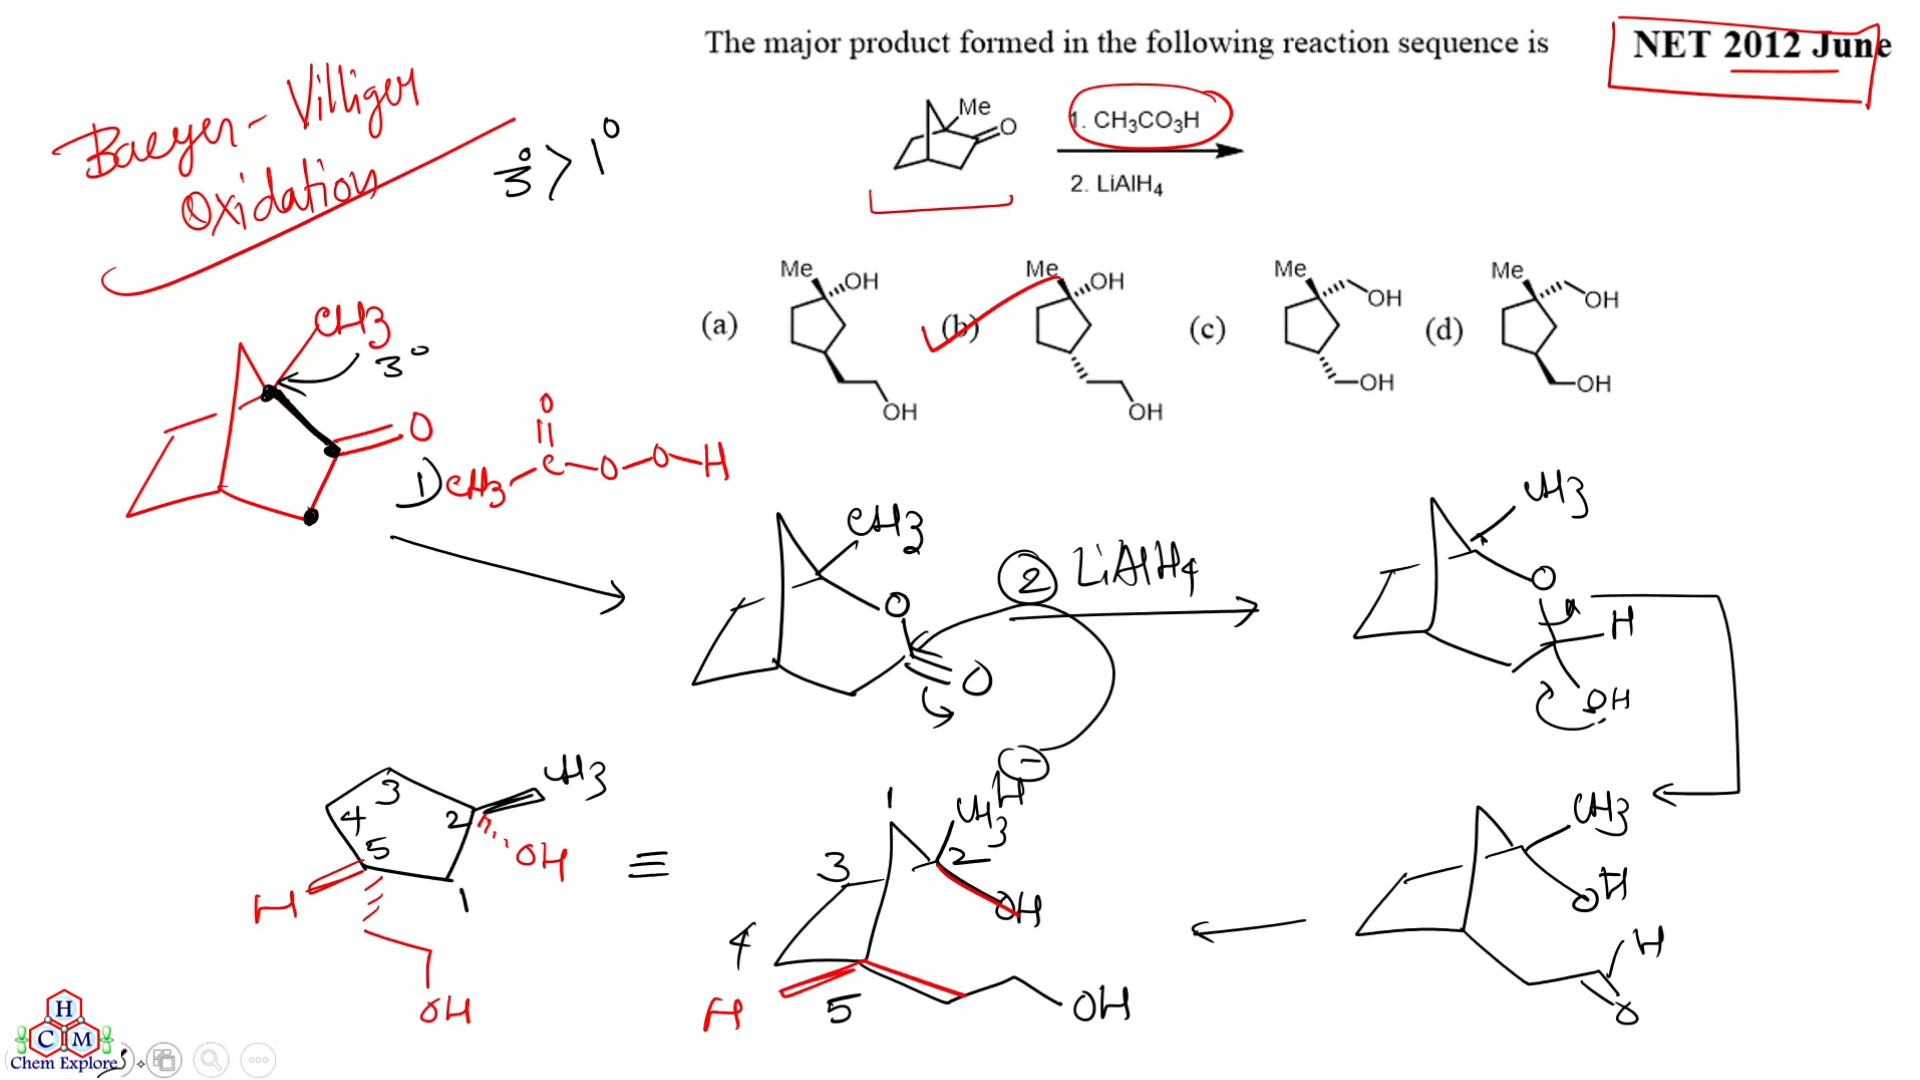 The major product formed in the following reaction sequence is
NET 2012 June
Baeyer-Villiger
Oxidation
3° > 1°
Me
O
1. CH₃CO₃H
2. LiAlH₄
(a)
Me
OH
OH
(b)
Me
OH
OH
(c)
Me
OH
OH
(d)
Me
OH
OH
CH3
3°
O
1) CH3 C O O H
O
CH3
O
O
② LiAlH4
H
⊖
CH3
O
H
OH
CH3
OH
H
O
1
CH3
2
3
OH
4
H
5
OH
≡
CH3
3
4
2
5
OH
H
1
OH
H
C M
Chem Explore